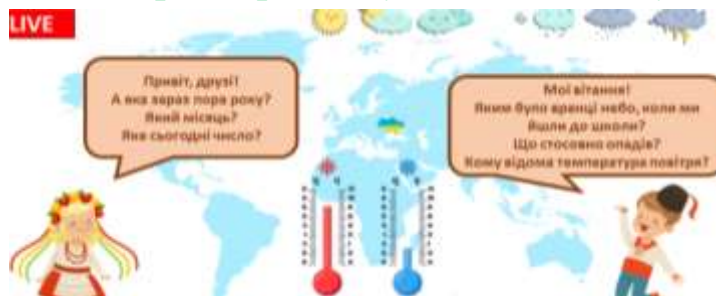 LIVE
Привіт, друзі!
А яка зараз пора року?
Який місяць?
Яке сьогодні число?
Мої вітання!
Яким було вранці небо, коли ми
йшли до школи?
Що стосовно опадів?
Кому відома температура повітря?